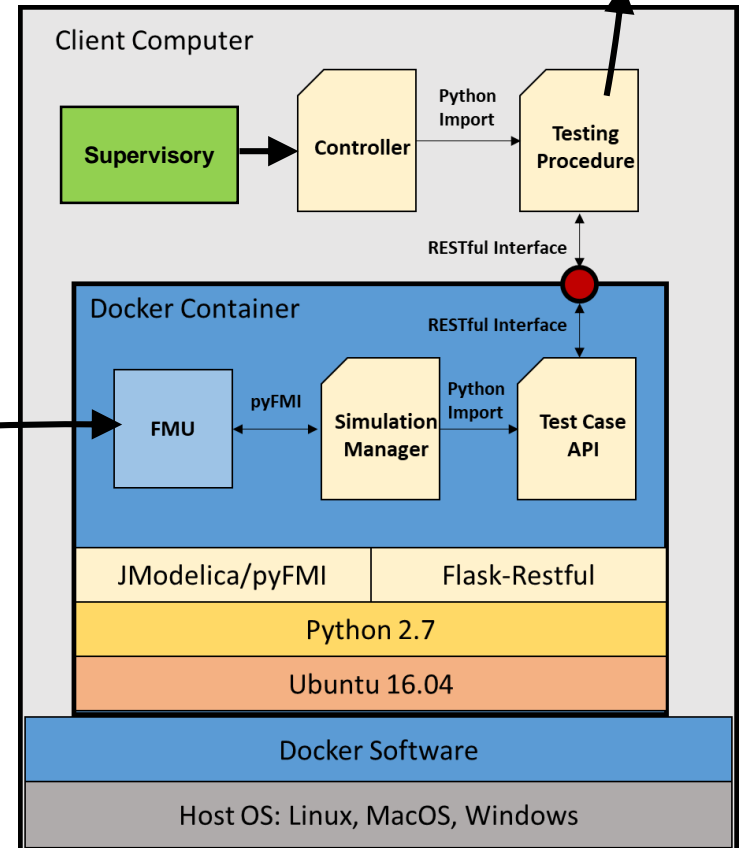 Client Computer
Supervisory
Controller
Python
Import
Testing
Procedure
RESTful Interface
Docker Container
RESTful Interface
FMU
pyFMI
Simulation
Manager
Python
Import
Test Case
API
JModelica/pyFMI
Flask-Restful
Python 2.7
Ubuntu 16.04
Docker Software
Host OS: Linux, MacOS, Windows